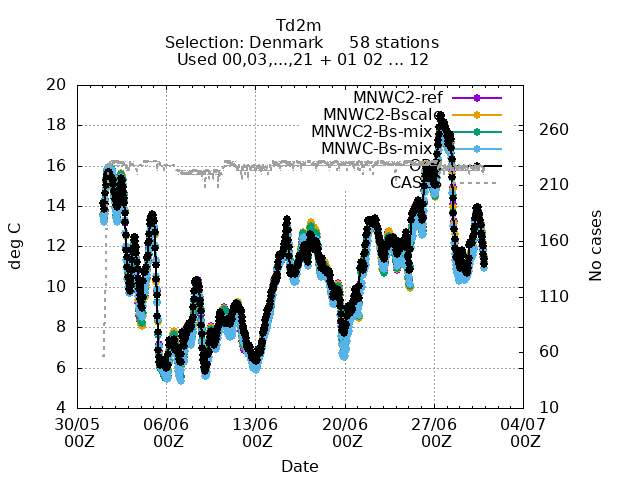 Td2m
Selection: Denmark 58 stations
Used 00,03,...,21 + 01 02 ... 12
MNWC2-ref
MNWC2-Bscale
MNWC2-Bs-mix
MNWC-Bs-mix
20
18
16
14
12
10
8
6
4
deg C
260
210
160
110
60
10
No cases
30/05 06/06 13/06 20/06 27/06 04/07
00Z 00Z 00Z 00Z 00Z 00Z
Date